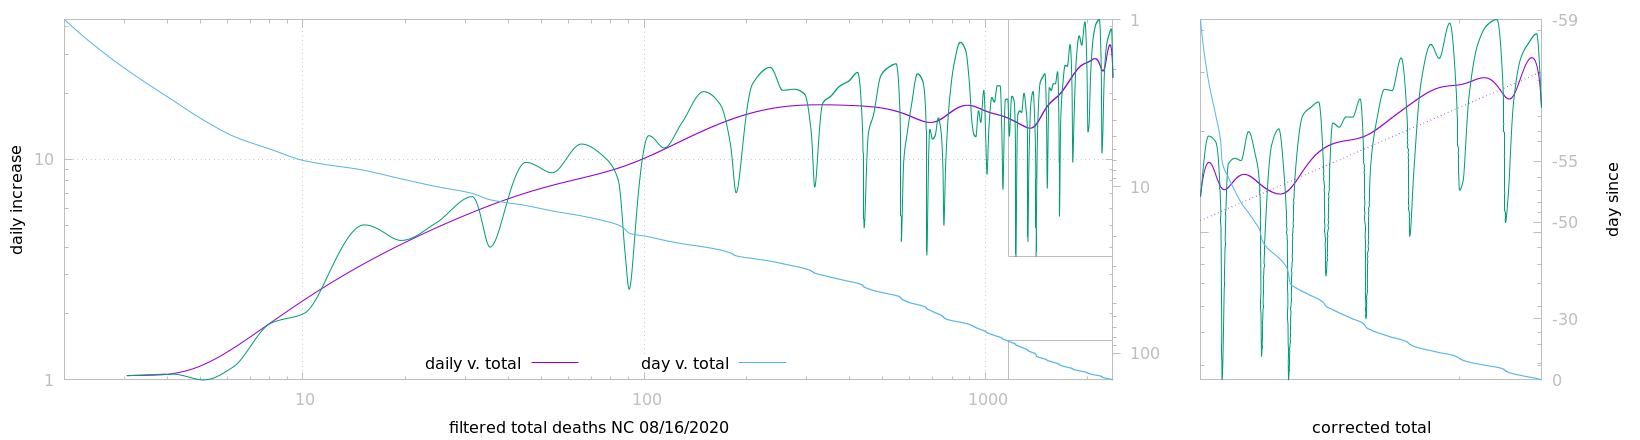 1
-59
daily increase
10
10
-55
-50
day since
-30
daily v. total
day v. total
100
1
0
10
100
1000
filtered total deaths NC 08/16/2020
corrected total